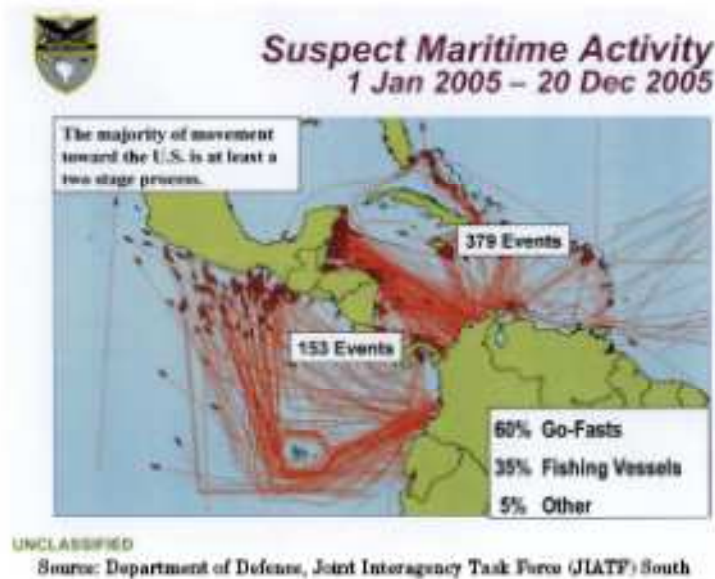 Suspect Maritime Activity
1 Jan 2005 – 20 Dec 2005
The majority of movement
toward the U.S. is at least a
two stage process.
379 Events
153 Events
60% Go-Fasts
35% Fishing Vessels
5% Other
UNCLASSIFIED
Source: Department of Defense, Joint Interagency Task Force (JIATF) South